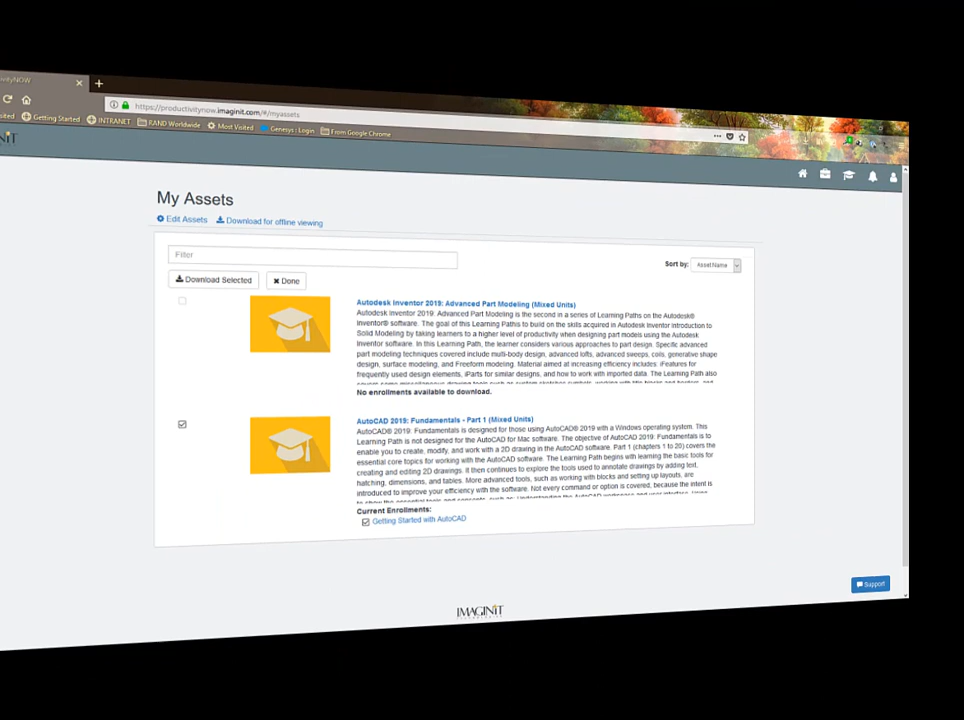 ivityNOW × +
https://productivitynow.imaginit.com/#/myassets
sited Getting Started INTRANET RAND Worldwide Most Visited Genesys | Login From Google Chrome
My Assets
Edit Assets Download for offline viewing
Filter
Sort by: Asset Name
Download Selected × Done
Autodesk Inventor 2019: Advanced Part Modeling (Mixed Units)
Autodesk Inventor 2019: Advanced Part Modeling is the second in a series of Learning Paths on the Autodesk®
Inventor® software. The goal of this Learning Paths to build on the skills acquired in Autodesk Inventor Introduction to
Solid Modeling by taking learners to a higher level of productivity when designing part models using the Autodesk
Inventor software. In this Learning Path, the learner considers various approaches to part design. Specific advanced
part modeling techniques covered include multi-body design, advanced lofts, advanced sweeps, coils, generative shape
design, surface modeling, and Freeform modeling. Material aimed at increasing efficiency includes: iFeatures for
frequently used design elements, iParts for similar designs, and how to work with imported data. The Learning Path also
No enrollments available to download.
AutoCAD 2019: Fundamentals - Part 1 (Mixed Units)
AutoCAD® 2019: Fundamentals is designed for those using AutoCAD® 2019 with a Windows operating system. This
Learning Path is not designed for the AutoCAD for Mac software. The objective of AutoCAD 2019: Fundamentals is to
enable you to create, modify, and work with a 2D drawing in the AutoCAD software. Part 1 (chapters 1 to 20) covers the
essential core topics for working with the AutoCAD software. The Learning Path begins with learning the basic tools for
creating and editing 2D drawings. It then continues to explore the tools used to annotate drawings by adding text,
hatching, dimensions, and tables. More advanced tools, such as working with blocks and setting up layouts, are
introduced to improve your efficiency with the software. Not every command or option is covered, because the intent is
Current Enrollments:
Getting Started with AutoCAD
Support
IMAGINiT